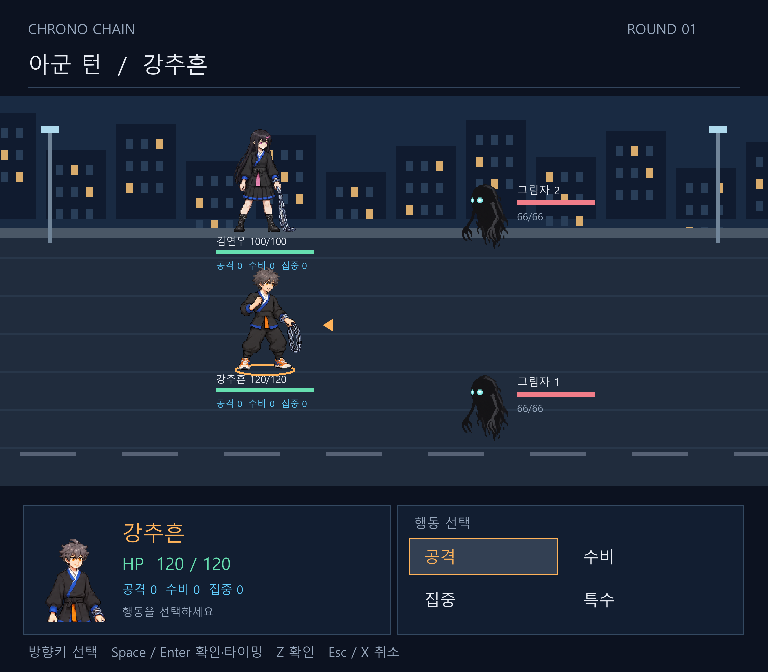 CHRONO CHAIN
ROUND 01
아군 턴 / 강추흔
그림자 2
66/66
김연우 100/100
공격 0 수비 0 집중 0
강추흔 120/120
공격 0 수비 0 집중 0
그림자 1
66/66
강추흔
HP 120 / 120
공격 0 수비 0 집중 0
행동을 선택하세요
행동 선택
공격
수비
집중
특수
방향키 선택 Space / Enter 확인·타이밍 Z 확인 Esc / X 취소